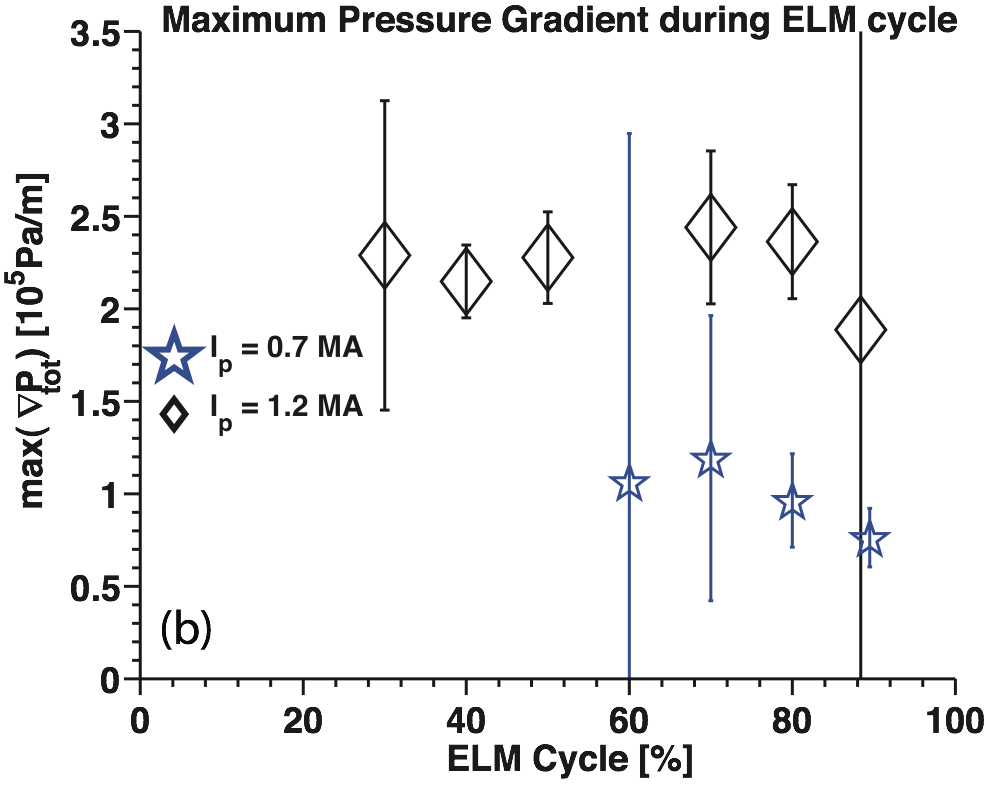 Maximum Pressure Gradient during ELM cycle
3.5
3
2.5
2
1.5
1
0.5
0
max( ∇P_tot) [10^5Pa/m]
I_p = 0.7 MA
I_p = 1.2 MA
(b)
0 20 40 60 80 100
ELM Cycle [%]